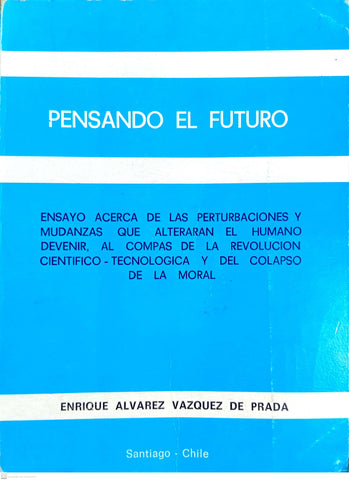 PENSANDO EL FUTURO
ENSAYO ACERCA DE LAS PERTURBACIONES Y
MUDANZAS QUE ALTERARAN EL HUMANO
DEVENIR, AL COMPAS DE LA REVOLUCION
CIENTIFICO - TECNOLOGICA Y DEL COLAPSO
DE LA MORAL
ENRIQUE ALVAREZ VAZQUEZ DE PRADA
Santiago - Chile